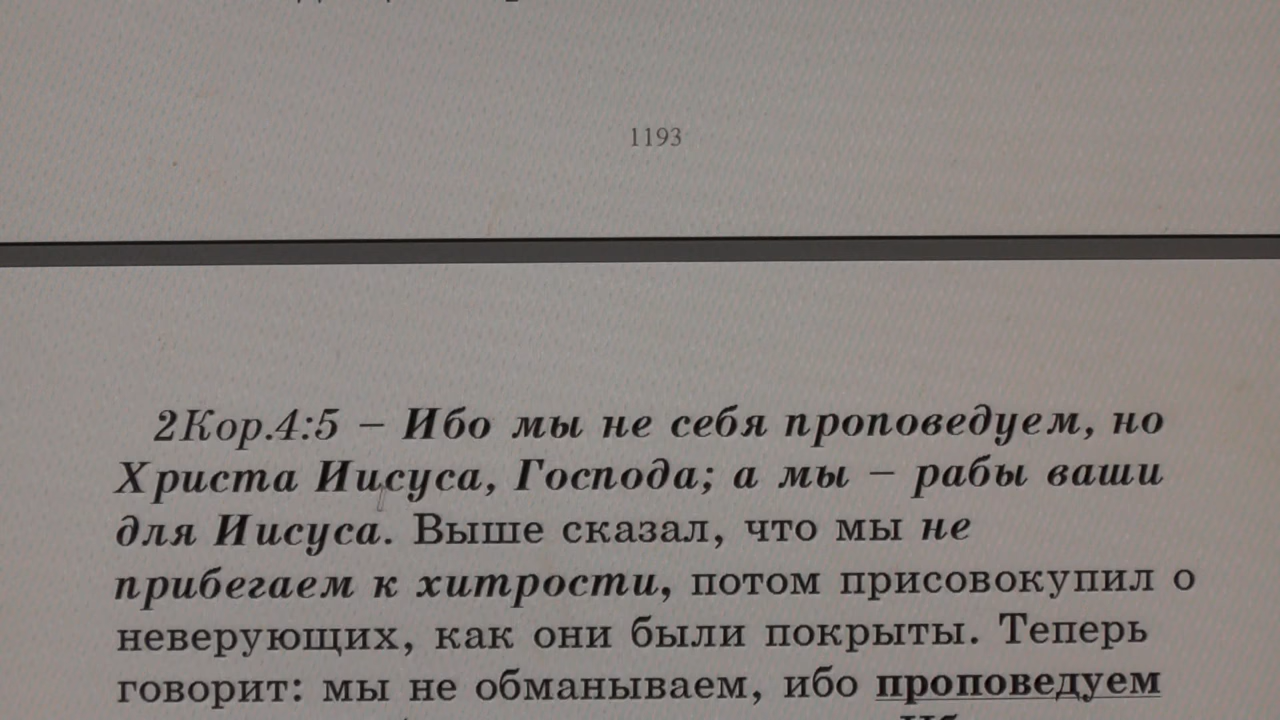 1193
2Кор.4:5 – Ибо мы не себя проповедуем, но
Христа Иисуса, Господа; а мы – рабы ваши
для Иисуса. Выше сказал, что мы не
прибегаем к хитрости, потом присовокупил о
неверующих, как они были покрыты. Теперь
говорит: мы не обманываем, ибо проповедуем